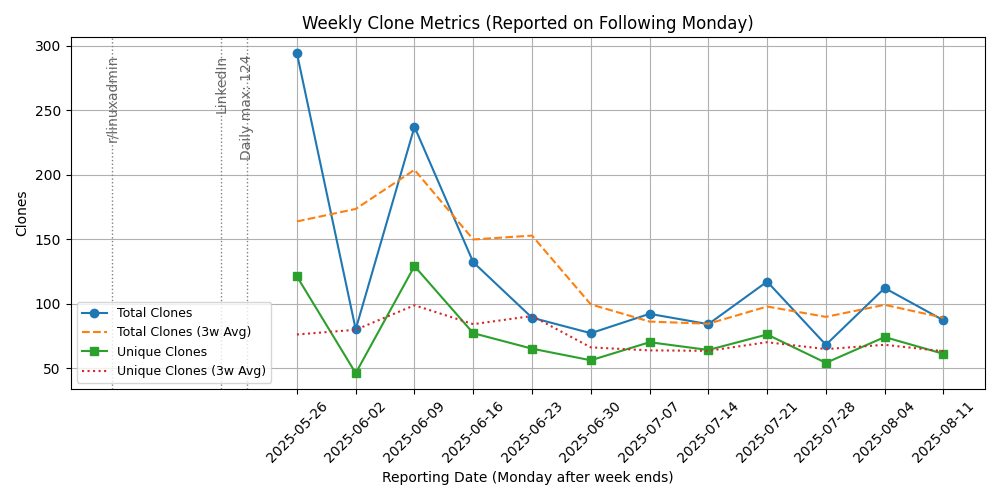 Weekly Clone Metrics (Reported on Following Monday)
300
250
200
150
100
50
Clones
r/linuxadmin
LinkedIn
Daily max: 124
Total Clones
Total Clones (3w Avg)
Unique Clones
Unique Clones (3w Avg)
2025-05-26
2025-06-02
2025-06-09
2025-06-16
2025-06-23
2025-06-30
2025-07-07
2025-07-14
2025-07-21
2025-07-28
2025-08-04
2025-08-11
Reporting Date (Monday after week ends)